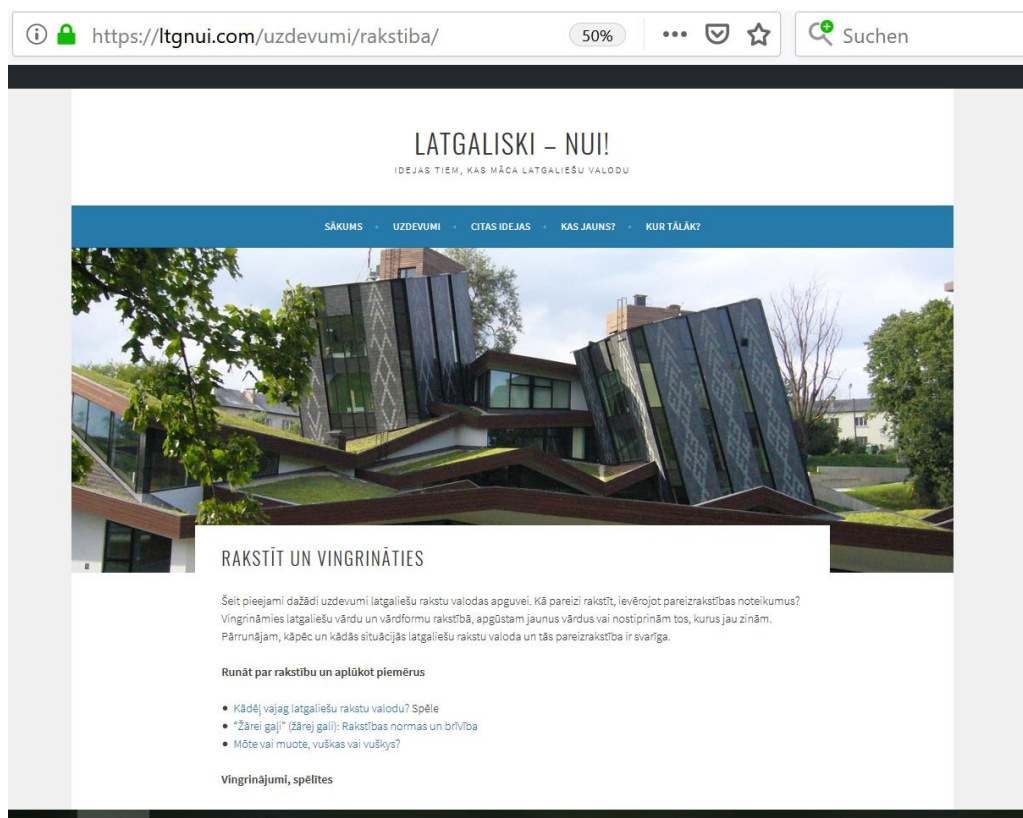 https://ltgnui.com/uzdevumi/rakstiba/
50%
Suchen
LATGALISKI – NUI!
IDEJAS TIEM, KAS MĀCA LATGALIEŠU VALODU
SĀKUMS
UZDEVUMI
CITAS IDEJAS
KAS JAUNS?
KUR TĀLĀK?
RAKSTĪT UN VINGRINĀTIES
Šeit pieejami dažādi uzdevumi latgaliešu rakstu valodas apguvei. Kā pareizi rakstīt, ievērojot pareizrakstības noteikumus?
Vingrināmies latgaliešu vārdu un vārdformu rakstībā, apgūstam jaunus vārdus vai nostiprinām tos, kurus jau zinām.
Pārrunājam, kāpēc un kādās situācijās latgaliešu rakstu valoda un tās pareizrakstība ir svarīga.
Runāt par rakstību un aplūkot piemērus
• Kādēļ vajag latgaliešu rakstu valodu? Spēle
• "Žārei gaļi" (žārej gali): Rakstības normas un brīvība
• Mōte vai muote, vuškas vai vuškys?
Vingrinājumi, spēlītes